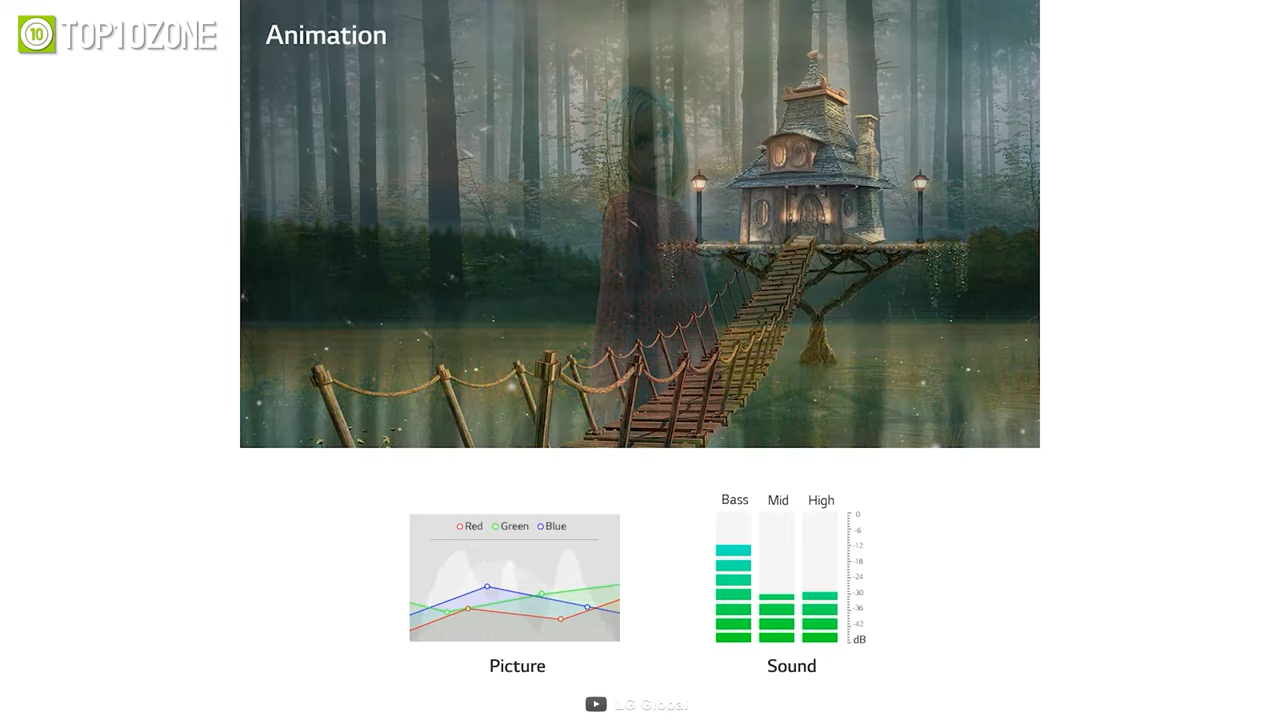 10 TOP10ZONE
Animation
Red Green Blue
Picture
Bass Mid High
0
-6
-12
-18
-24
-30
-36
-42
dB
Sound
LG Global